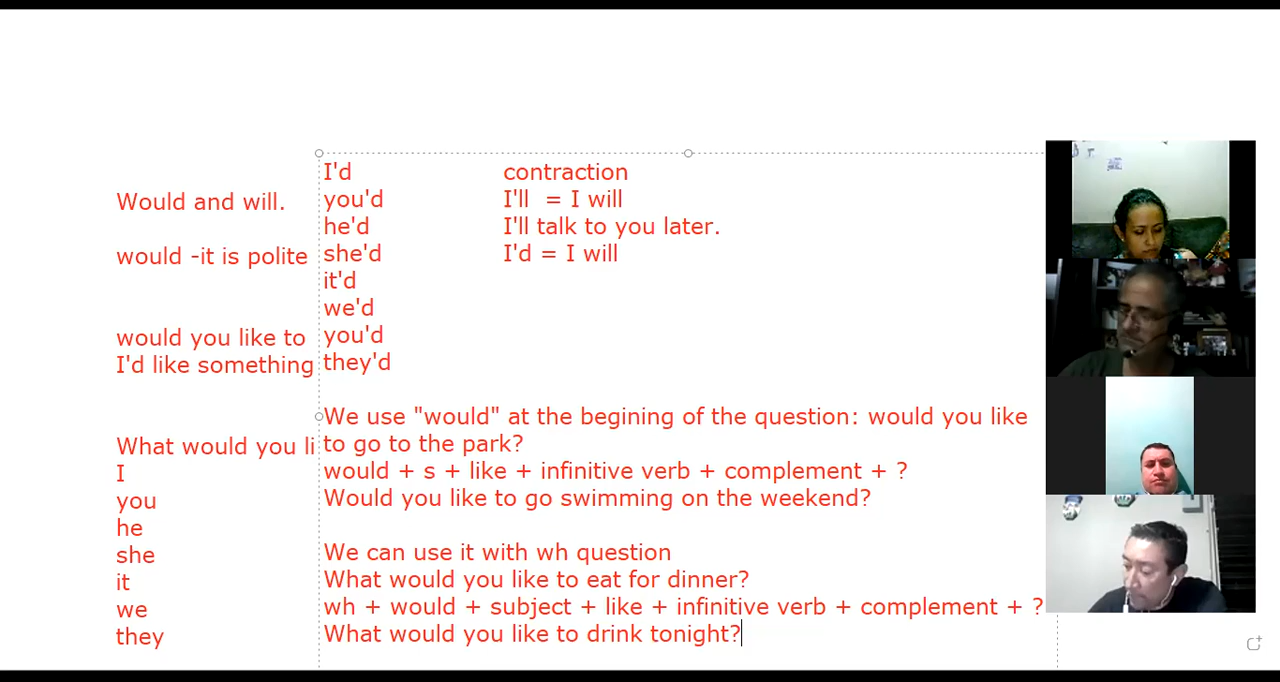 Would and will.
would -it is polite
would you like to
I'd like something
What would you li
I
you
he
she
it
we
they
I'd
you'd
he'd
she'd
it'd
we'd
you'd
they'd
contraction
I'll = I will
I'll talk to you later.
I'd = I will
We use "would" at the begining of the question: would you like
to go to the park?
would + s + like + infinitive verb + complement + ?
Would you like to go swimming on the weekend?
We can use it with wh question
What would you like to eat for dinner?
wh + would + subject + like + infinitive verb + complement + ?
What would you like to drink tonight?